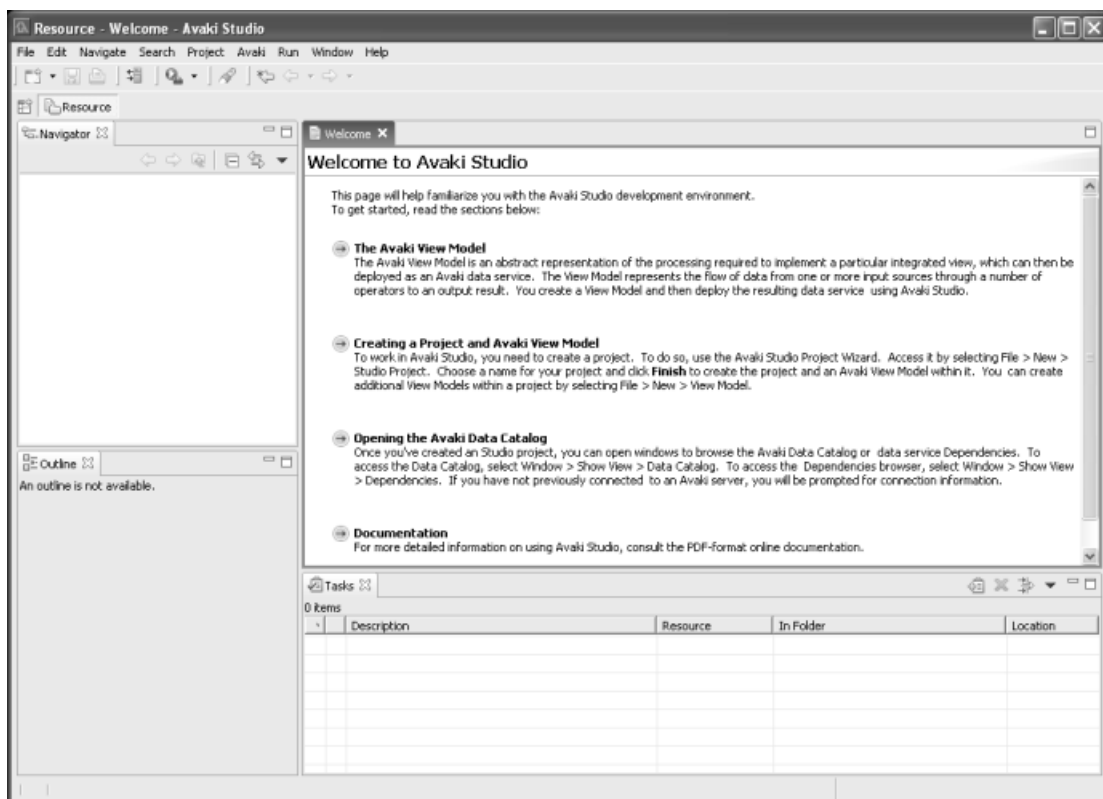 Resource - Welcome - Avaki Studio
File Edit Navigate Search Project Avaki Run Window Help
Resource
Navigator
Welcome
Welcome to Avaki Studio
This page will help familiarize you with the Avaki Studio development environment.
To get started, read the sections below:
The Avaki View Model
The Avaki View Model is an abstract representation of the processing required to implement a particular integrated view, which can then be
deployed as an Avaki data service. The View Model represents the flow of data from one or more input sources through a number of
operators to an output result. You create a View Model and then deploy the resulting data service using Avaki Studio.
Creating a Project and Avaki View Model
To work in Avaki Studio, you need to create a project. To do so, use the Avaki Studio Project Wizard. Access it by selecting File > New >
Studio Project. Choose a name for your project and click Finish to create the project and an Avaki View Model within it. You can create
additional View Models within a project by selecting File > New > View Model.
Opening the Avaki Data Catalog
Once you've created an Studio project, you can open windows to browse the Avaki Data Catalog or data service Dependencies. To
access the Data Catalog, select Window > Show View > Data Catalog. To access the Dependencies browser, select Window > Show View
> Dependencies. If you have not previously connected to an Avaki server, you will be prompted for connection information.
Documentation
For more detailed information on using Avaki Studio, consult the PDF-format online documentation.
Outline
An outline is not available.
Tasks
0 items
Description Resource In Folder Location